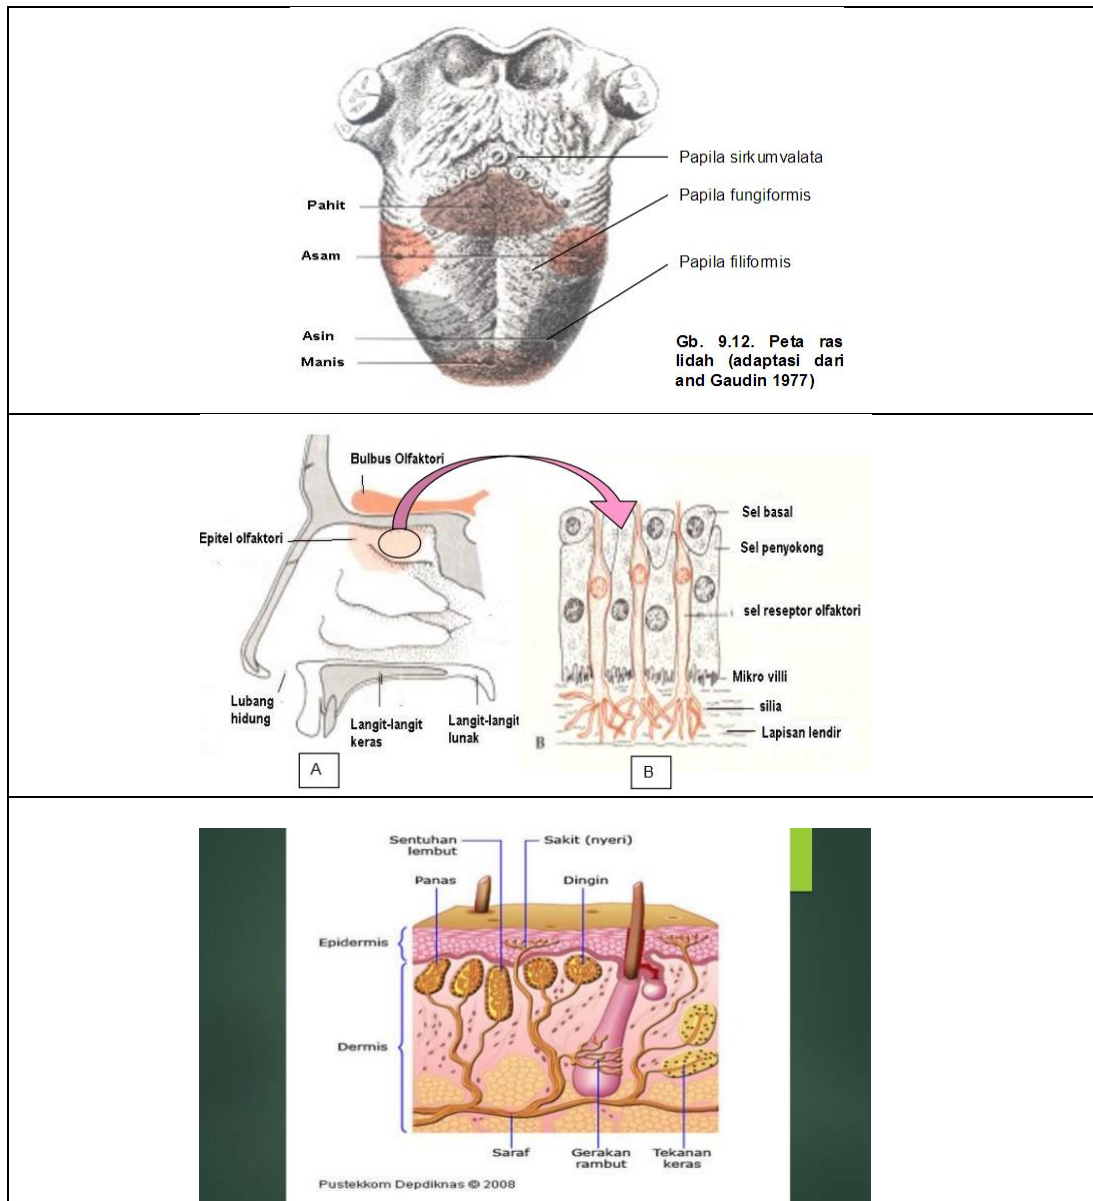 Papila sirkumvalata
Papila fungiformis
Pahit
Asam
Papila filiformis
Asin
Manis
Gb. 9.12. Peta ras
lidah (adaptasi dari
and Gaudin 1977)
Bulbus Olfaktori
Epitel olfaktori
Lubang
hidung
Langit-langit
keras
Langit-langit
lunak
A
Sel basal
Sel penyokong
sel reseptor olfaktori
Mikro villi
silia
Lapisan lendir
B
B
Sentuhan
lembut
Sakit (nyeri)
Panas
Dingin
Epidermis
Dermis
Saraf
Gerakan
rambut
Tekanan
keras
Pustekkom Depdiknas © 2008